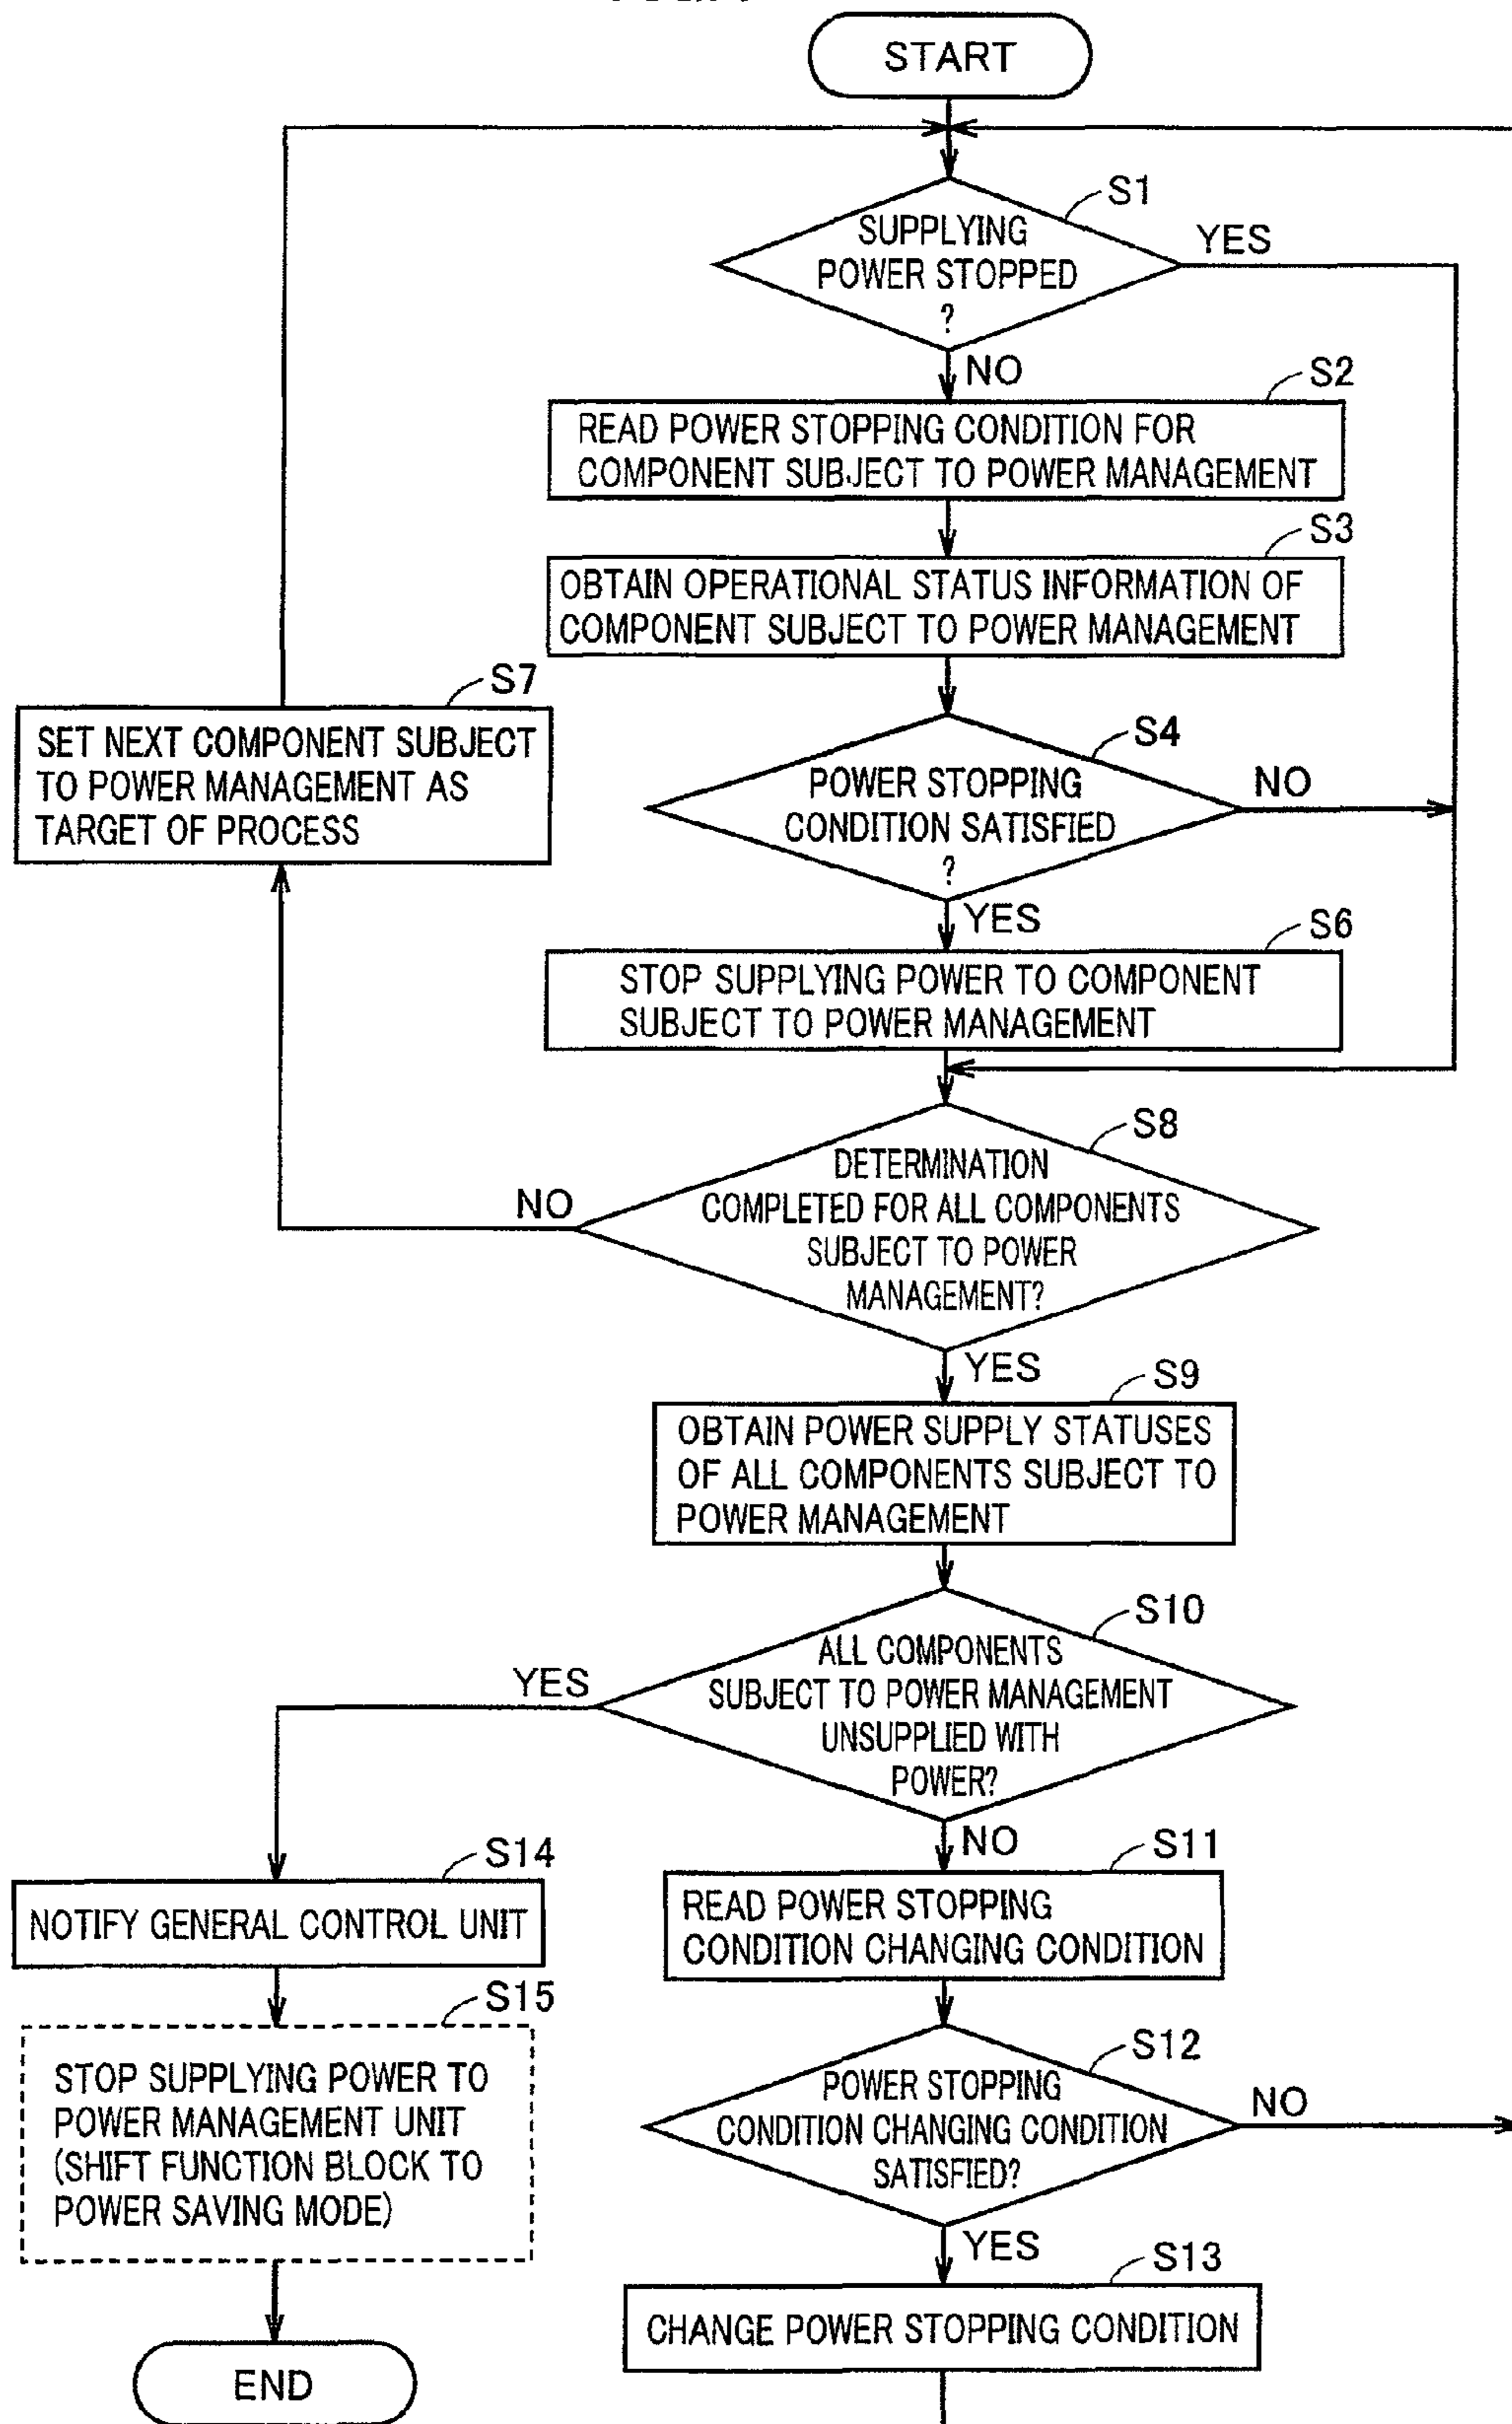 START
S1
SUPPLYING
POWER STOPPED
?
YES
NO
S2
READ POWER STOPPING CONDITION FOR
COMPONENT SUBJECT TO POWER MANAGEMENT
S3
OBTAIN OPERATIONAL STATUS INFORMATION OF
COMPONENT SUBJECT TO POWER MANAGEMENT
S7
SET NEXT COMPONENT SUBJECT
TO POWER MANAGEMENT AS
TARGET OF PROCESS
S4
POWER STOPPING
CONDITION SATISFIED
?
NO
YES
S6
STOP SUPPLYING POWER TO COMPONENT
SUBJECT TO POWER MANAGEMENT
S8
DETERMINATION
COMPLETED FOR ALL COMPONENTS
SUBJECT TO POWER
MANAGEMENT?
NO
YES
S9
OBTAIN POWER SUPPLY STATUSES
OF ALL COMPONENTS SUBJECT TO
POWER MANAGEMENT
S10
ALL COMPONENTS
SUBJECT TO POWER MANAGEMENT
UNSUPPLIED WITH
POWER?
YES
NO
S14
NOTIFY GENERAL CONTROL UNIT
S11
READ POWER STOPPING
CONDITION CHANGING CONDITION
S15
STOP SUPPLYING POWER TO
POWER MANAGEMENT UNIT
(SHIFT FUNCTION BLOCK TO
POWER SAVING MODE)
S12
POWER STOPPING
CONDITION CHANGING CONDITION
SATISFIED?
NO
YES
S13
CHANGE POWER STOPPING CONDITION
END